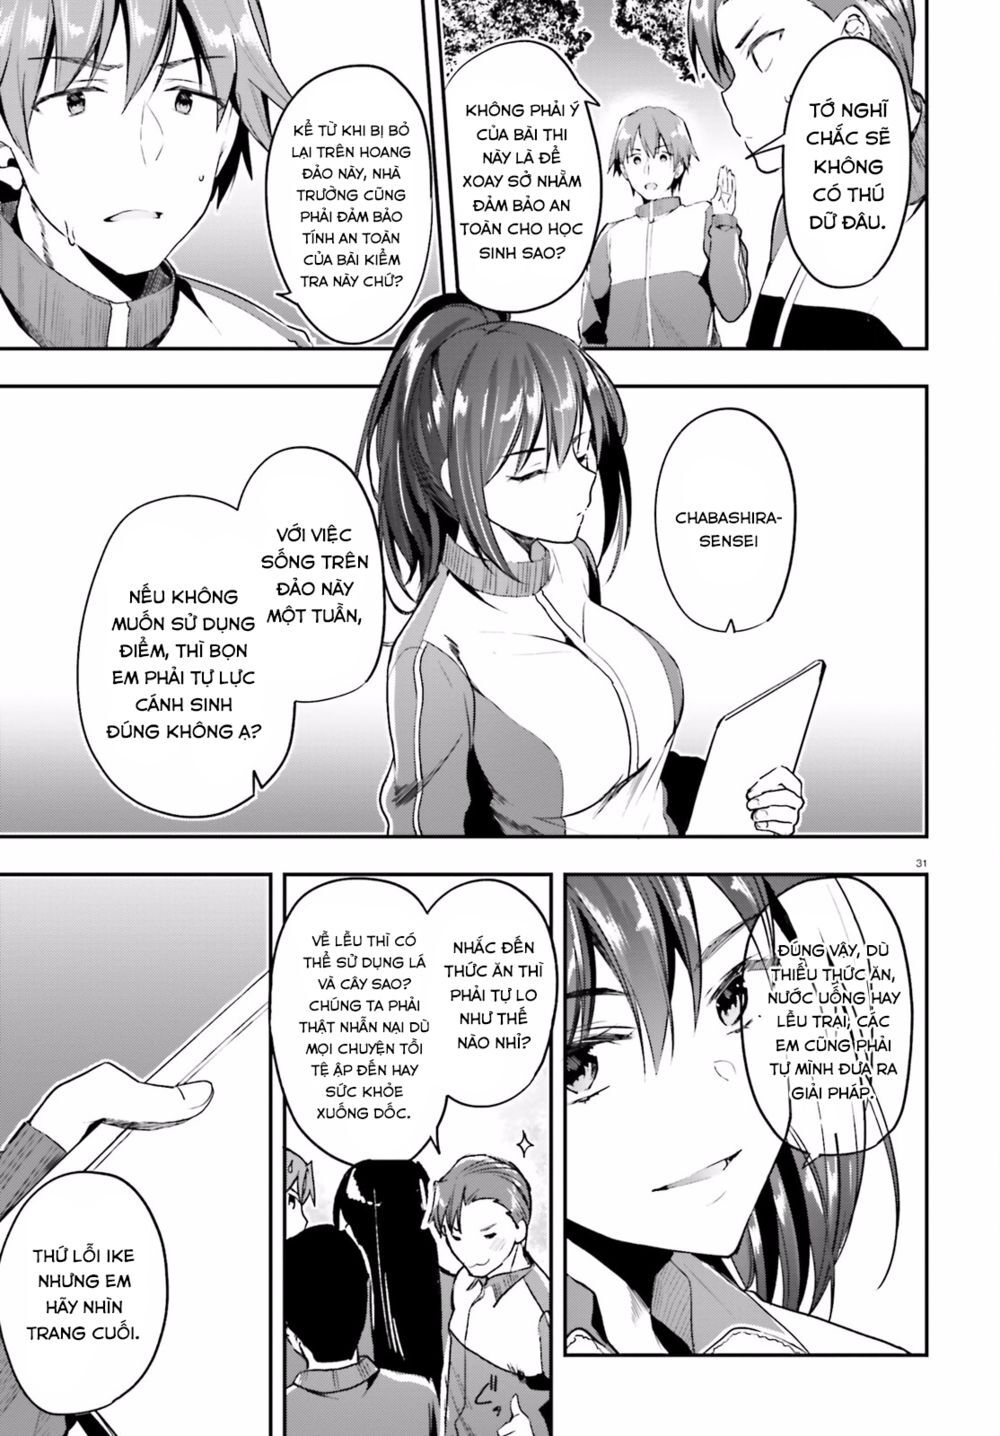 TỚ NGHĨ
CHẮC SẼ
KHÔNG
CÓ THÚ
DỮ ĐÂU.
KHÔNG PHẢI Ý
CỦA BÀI THI
NÀY LÀ ĐỂ
XOAY SỞ NHẰM
ĐẢM BẢO AN
TOÀN CHO HỌC
SINH SAO?
KỂ TỪ KHI BỊ BỎ
LẠI TRÊN HOANG
ĐẢO NÀY, NHÀ
TRƯỜNG CŨNG
PHẢI ĐẢM BẢO
TÍNH AN TOÀN
CỦA BÀI KIỂM
TRA NÀY CHỨ?
CHABASHIRA-
SENSEI
VỚI VIỆC
SỐNG TRÊN
ĐẢO NÀY
MỘT TUẦN,
NẾU KHÔNG
MUỐN SỬ DỤNG
ĐIỂM, THÌ BỌN
EM PHẢI TỰ LỰC
CÁNH SINH
ĐÚNG KHÔNG Ạ?
31
ĐÚNG VẬY, DÙ
THIẾU THỨC ĂN,
NƯỚC UỐNG HAY
LỀU TRẠI, CÁC
EM CŨNG PHẢI
TỰ MÌNH ĐƯA RA
GIẢI PHÁP.
NHẮC ĐẾN
THỨC ĂN THÌ
PHẢI TỰ LO
NHƯ THẾ
NÀO NHỈ?
VỀ LỀU THÌ CÓ
THỂ SỬ DỤNG LÁ
VÀ CÂY SAO?
CHÚNG TA PHẢI
THẬT NHẪN NẠI DÙ
MỌI CHUYỆN TỒI
TỆ ẬP ĐẾN HAY
SỨC KHỎE
XUỐNG DỐC.
THỨ LỖI IKE
NHƯNG EM
HÃY NHÌN
TRANG CUỐI.